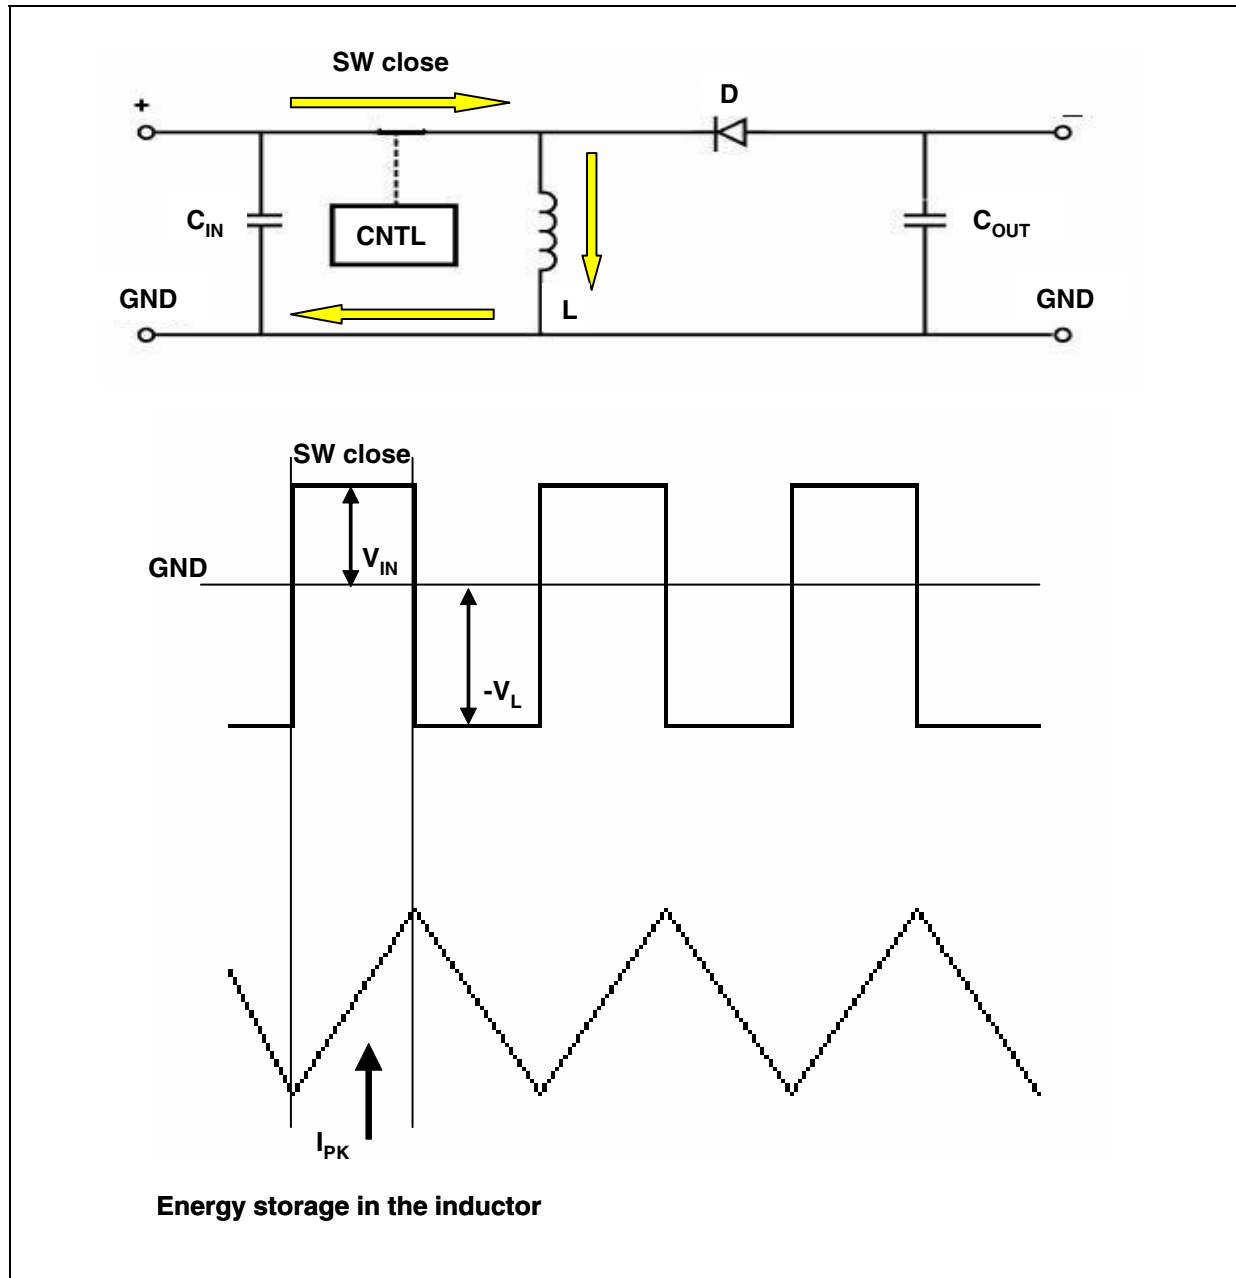 SW close
+
D
—
C_IN
CNTL
C_OUT
GND
L
GND
SW close
V_IN
GND
-V_L
I_PK
Energy storage in the inductor